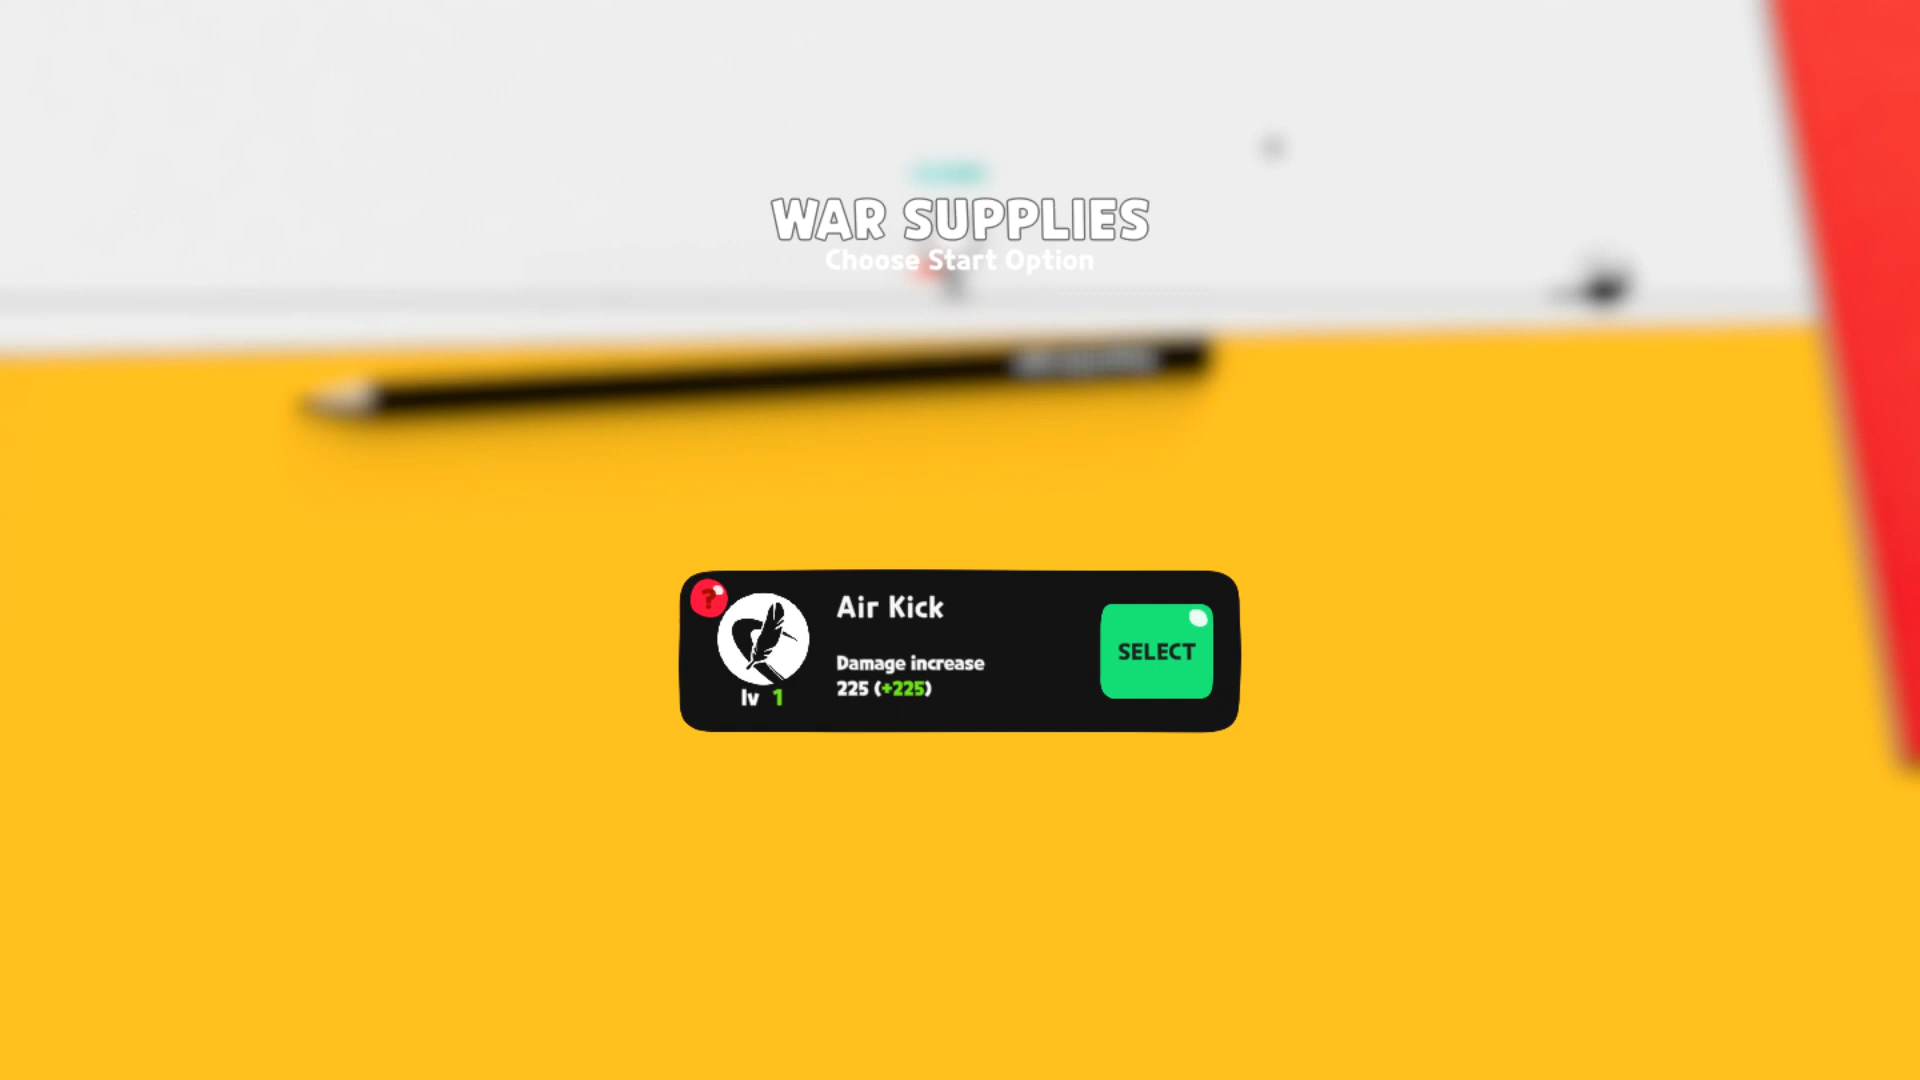 WAR SUPPLIES
Choose Start Option
?
Air Kick
Damage increase
225 (+225)
lv 1
SELECT